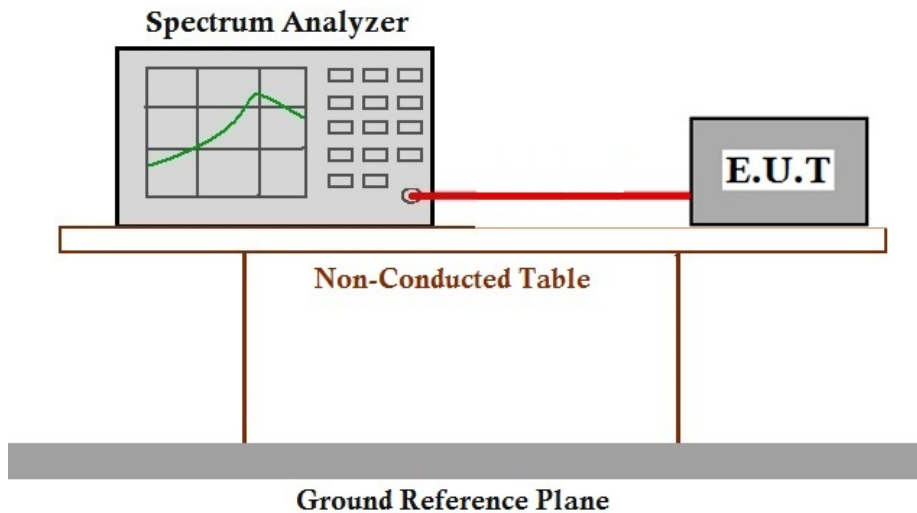 Spectrum Analyzer
E.U.T
Non-Conducted Table
Ground Reference Plane